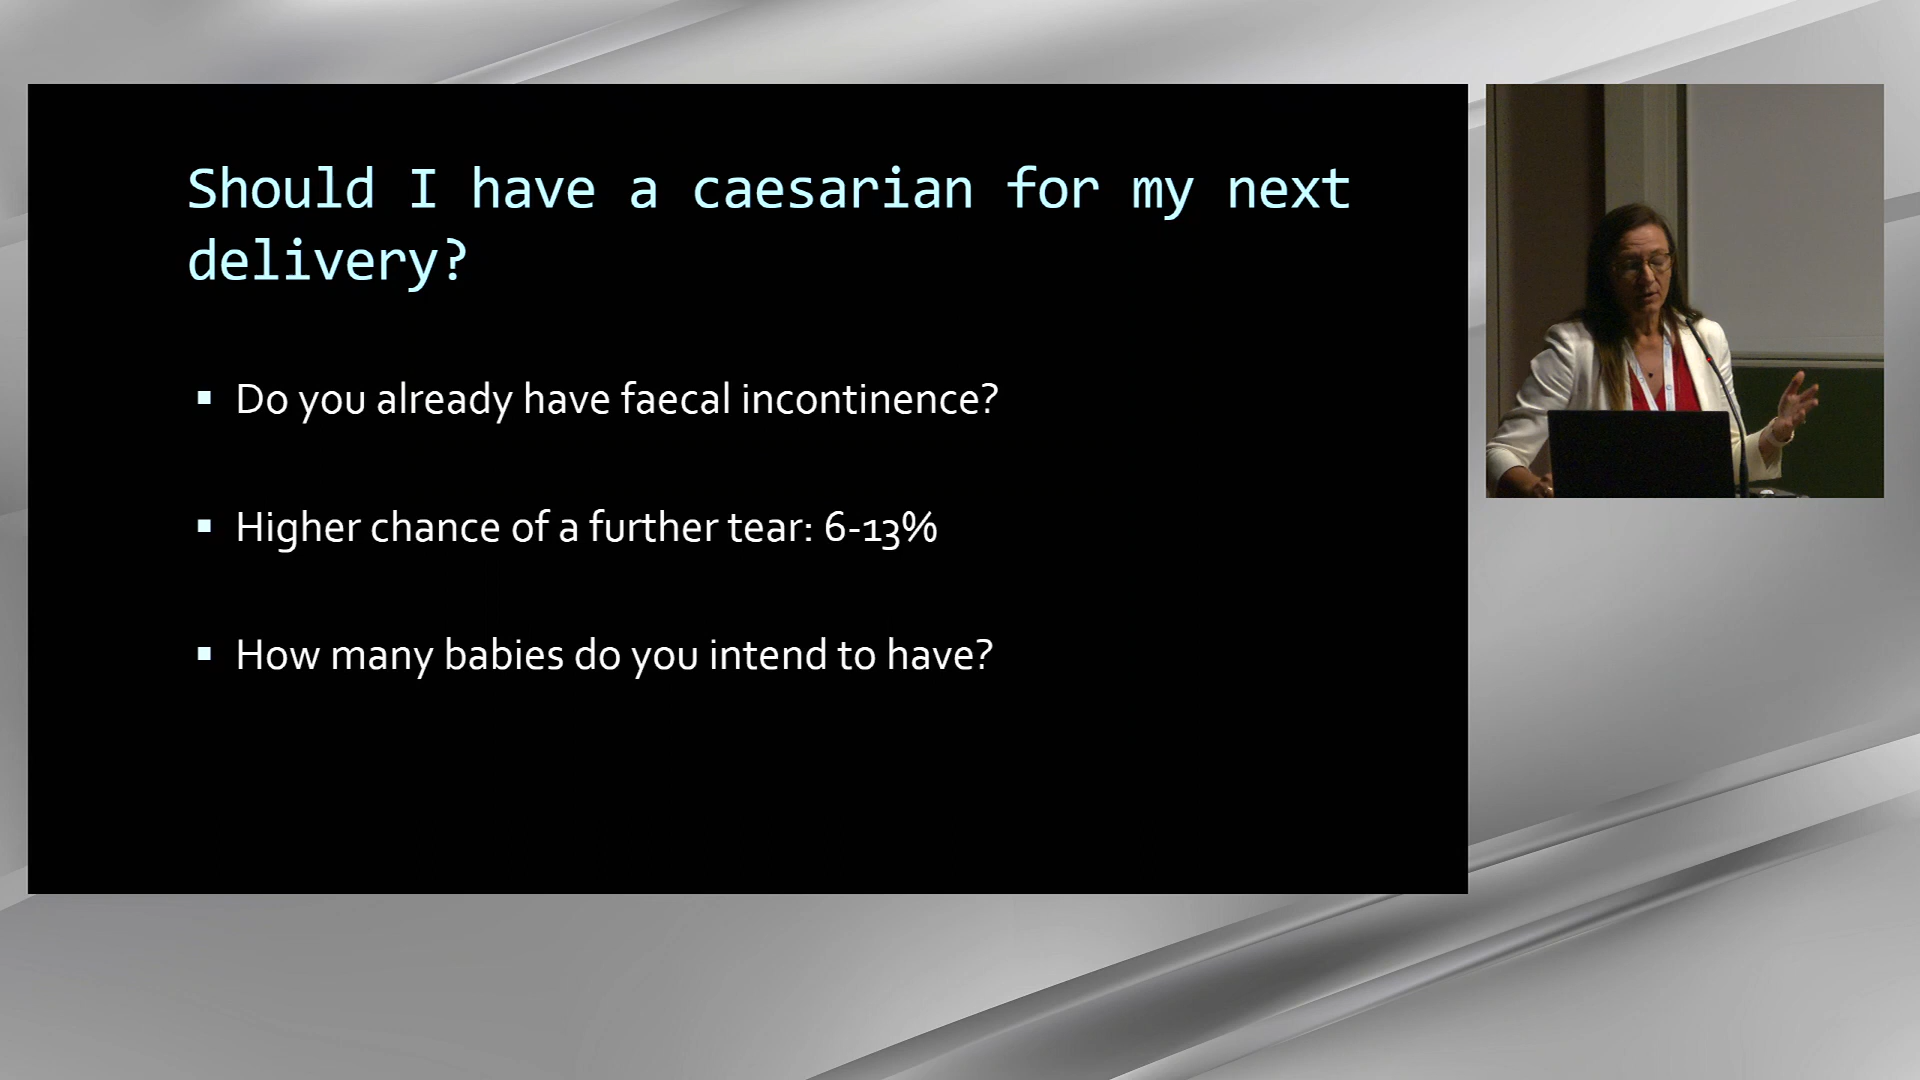 Should I have a caesarian for my next
delivery?
▪ Do you already have faecal incontinence?
▪ Higher chance of a further tear: 6-13%
▪ How many babies do you intend to have?